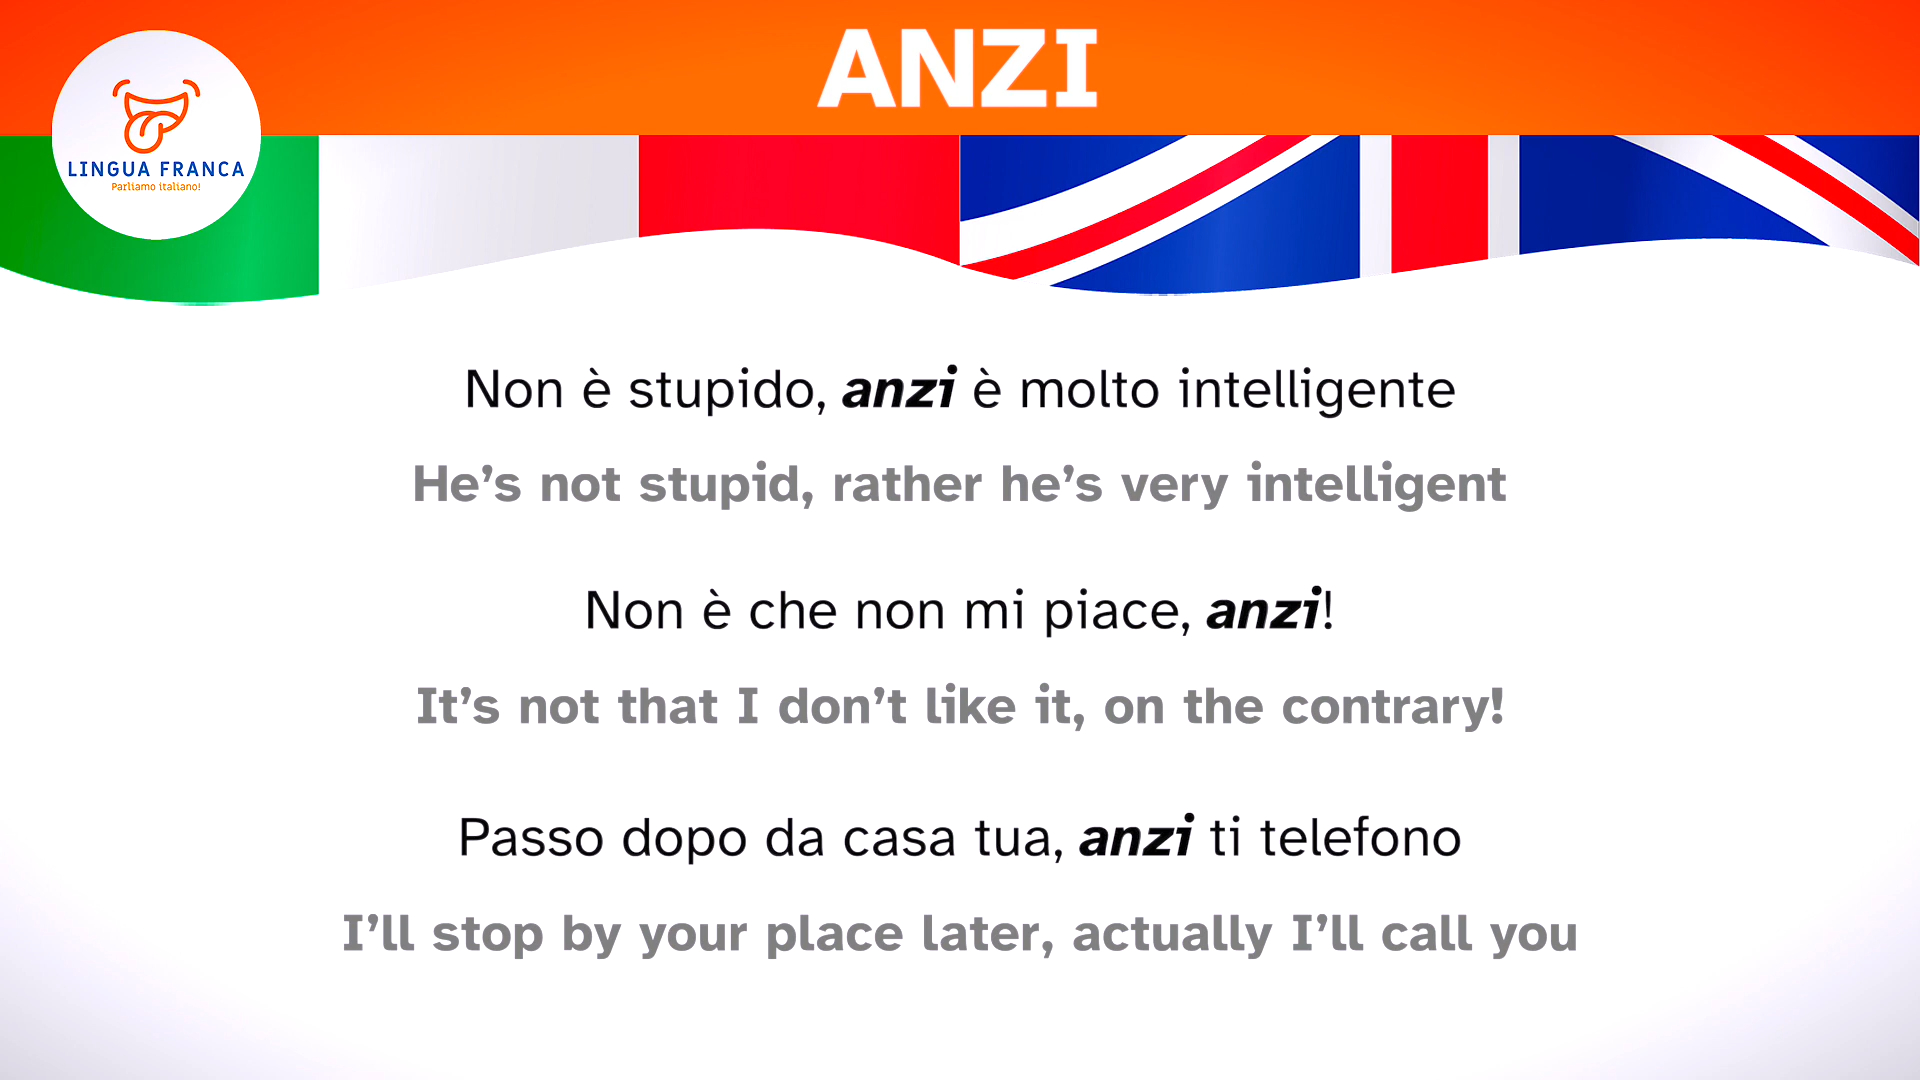 ANZI
LINGUA FRANCA
Parliamo italiano!
Non è stupido, anzi è molto intelligente
He’s not stupid, rather he’s very intelligent
Non è che non mi piace, anzi!
It’s not that I don’t like it, on the contrary!
Passo dopo da casa tua, anzi ti telefono
I’ll stop by your place later, actually I’ll call you